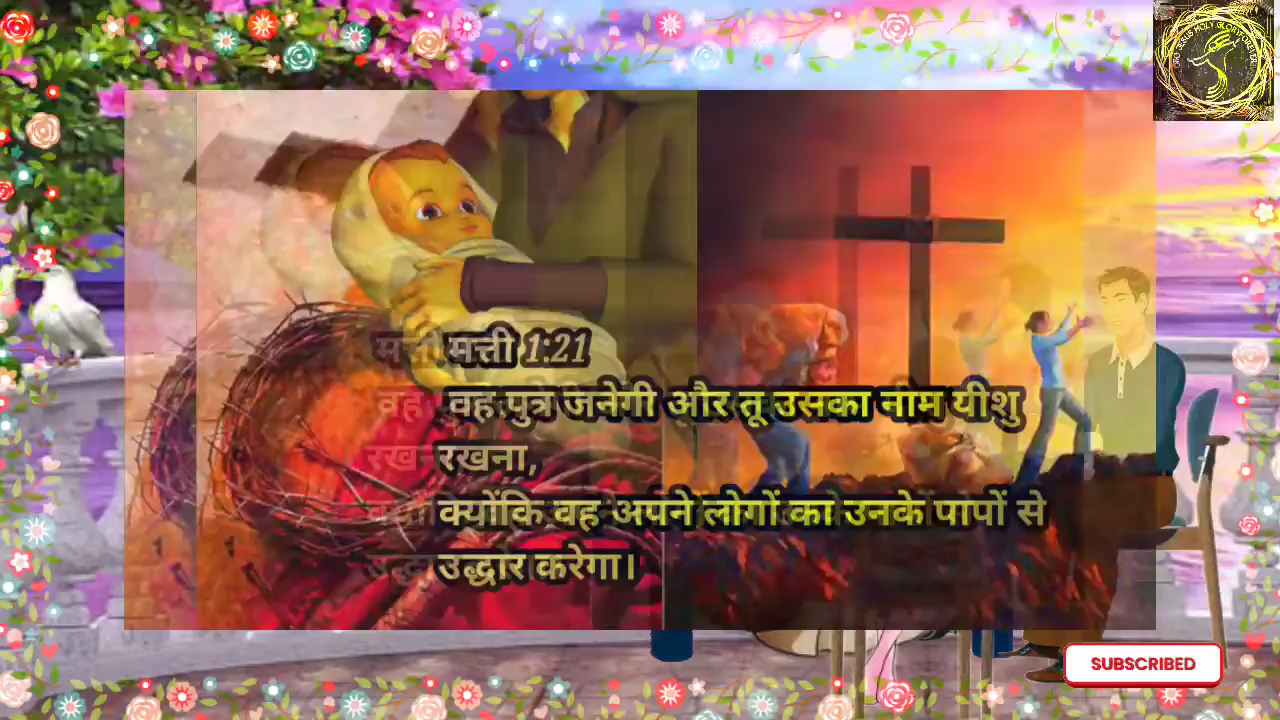 मत्ती 1:21
वह पुत्र जनेगी और तू उसका नाम यीशु
रखना,
क्योंकि वह अपने लोगों का उनके पापों से
उद्धार करेगा।
SUBSCRIBED